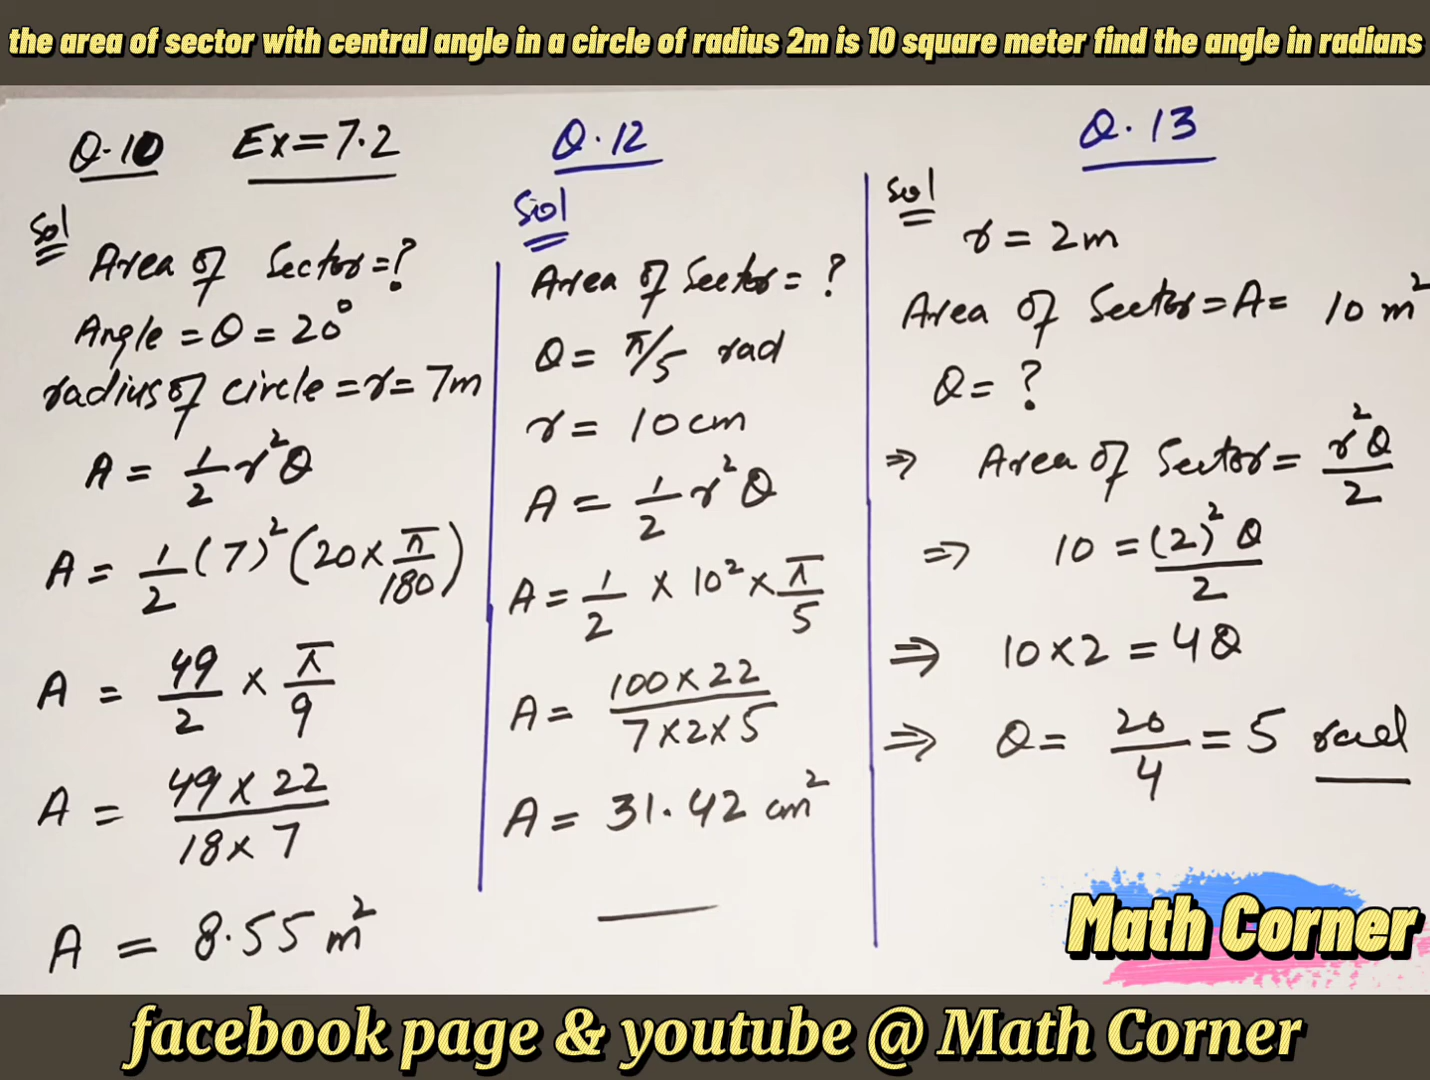 the area of sector with central angle in a circle of radius 2m is 10 square meter find the angle in radians
Q.10 Ex=7.2
Sol
Area of Sector=?
Angle = θ = 20°
radius of circle = r = 7m
A = 1/2 r²θ
A = 1/2 (7)² (20 × π/180)
A = 49/2 × π/9
A = 49 × 22 / 18 × 7
A = 8.55 m²
Q.12
Sol
Area of Sector = ?
θ = π/5 rad
r = 10cm
A = 1/2 r²θ
A = 1/2 × 10² × π/5
A = 100 × 22 / 7 × 2 × 5
A = 31.42 cm²
Q.13
Sol
r = 2m
Area of Sector = A = 10 m²
θ = ?
⇒ Area of Sector = r²θ/2
⇒ 10 = (2)²θ/2
⇒ 10 × 2 = 4θ
⇒ θ = 20/4 = 5 rad
Math Corner
facebook page & youtube @ Math Corner